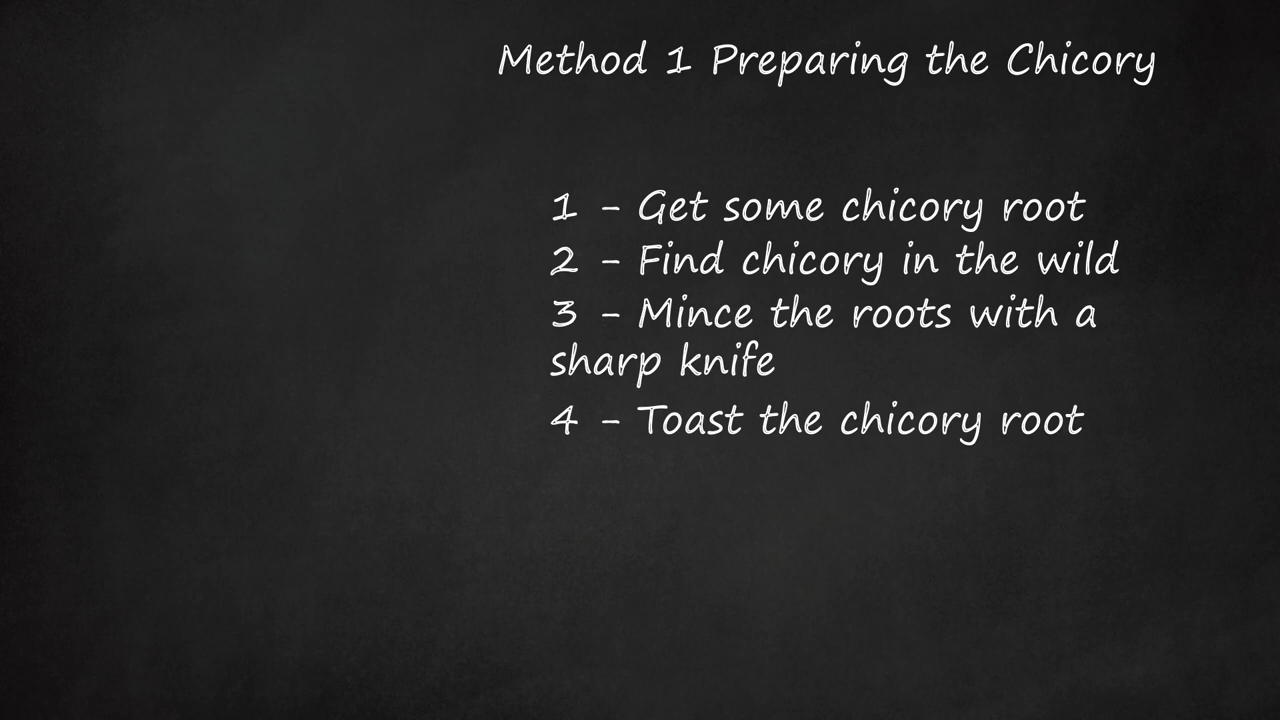 Method 1 Preparing the Chicory
1 - Get some chicory root
2 - Find chicory in the wild
3 - Mince the roots with a
sharp knife
4 - Toast the chicory root